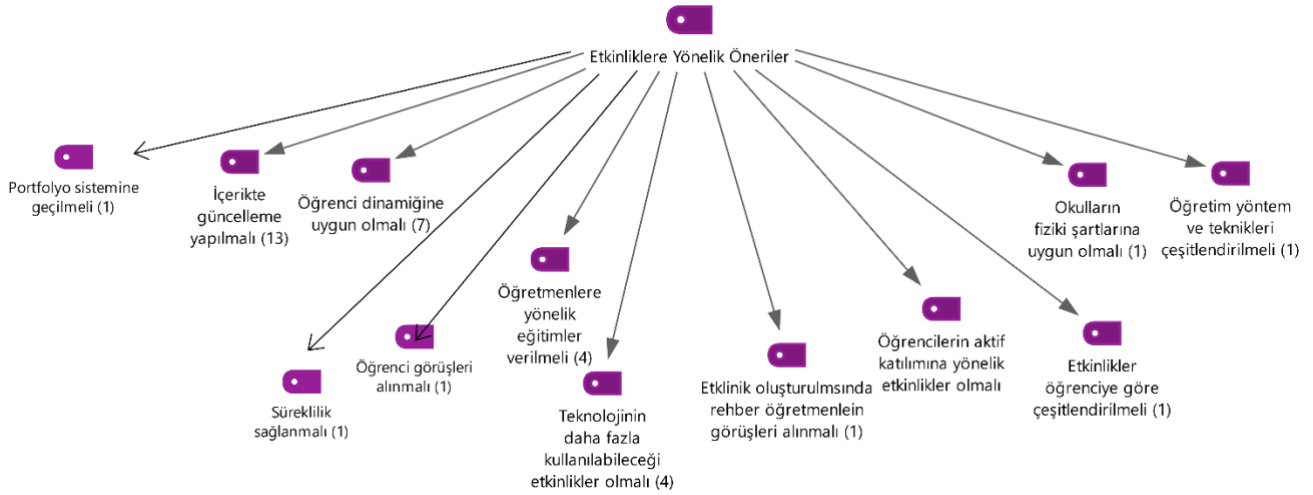 Etkinliklere Yönelik Öneriler
Portfolyo sistemine
geçilmeli (1)
İçerikte
güncelleme
yapılmalı (13)
Öğrenci dinamiğine
uygun olmalı (7)
Okulların
fiziki şartlarına
uygun olmalı (1)
Öğretim yöntem
ve teknikleri
çeşitlendirilmeli (1)
Öğretmenlere
yönelik
eğitimler
verilmeli (4)
Süreklilik
sağlanmalı (1)
Öğrenci görüşleri
alınmalı (1)
Teknolojinin
daha fazla
kullanılabileceği
etkinlikler olmalı (4)
Etklinik oluşturulmsında
rehber öğretmenlein
görüşleri alınmalı (1)
Öğrencilerin aktif
katılımına yönelik
etkinlikler olmalı
Etkinlikler
öğrenciye göre
çeşitlendirilmeli (1)